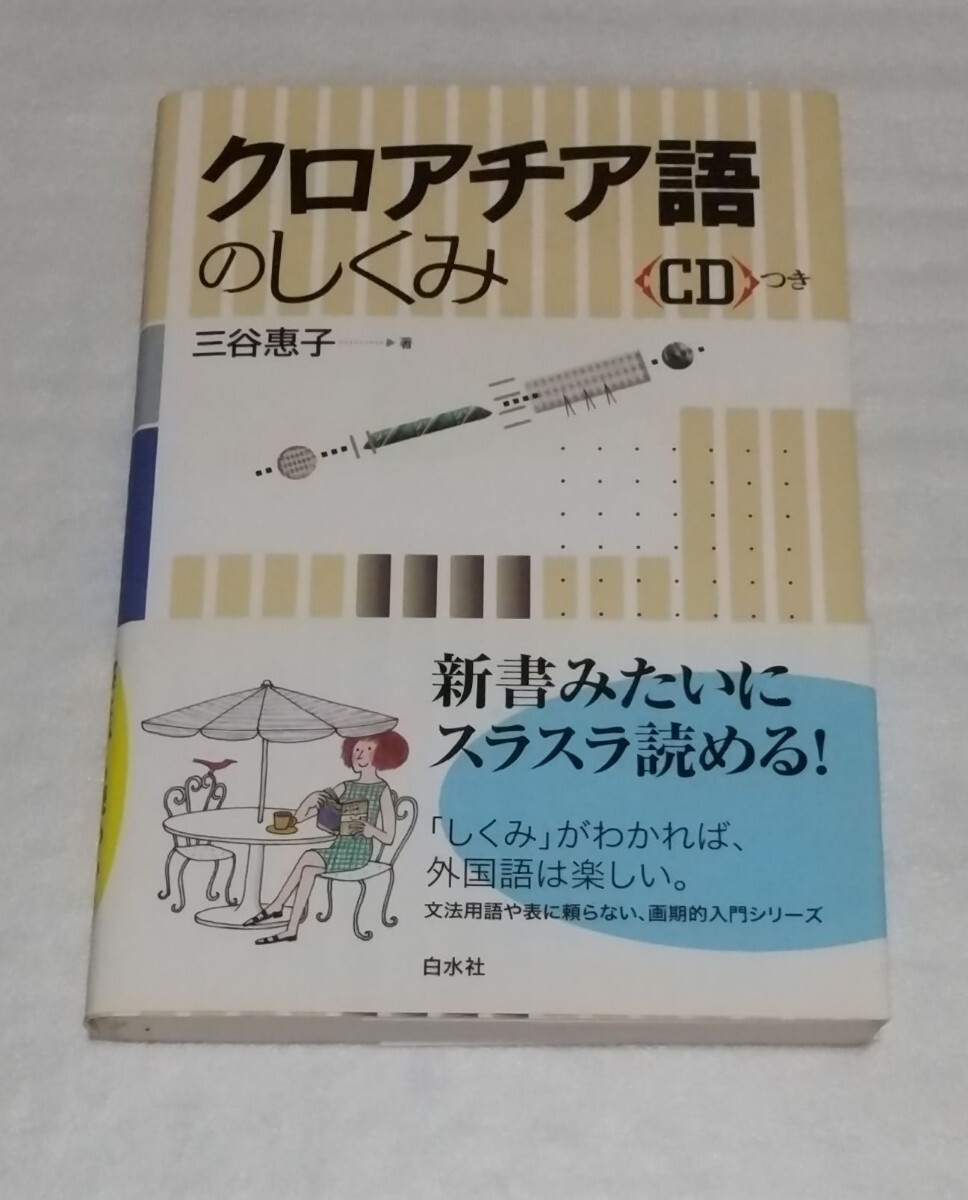 クロアチア語
のしくみ
〈CD〉つき
三谷惠子 著
新書みたいに
スラスラ読める!
「しくみ」がわかれば、
外国語は楽しい。
文法用語や表に頼らない、画期的入門シリーズ
白水社